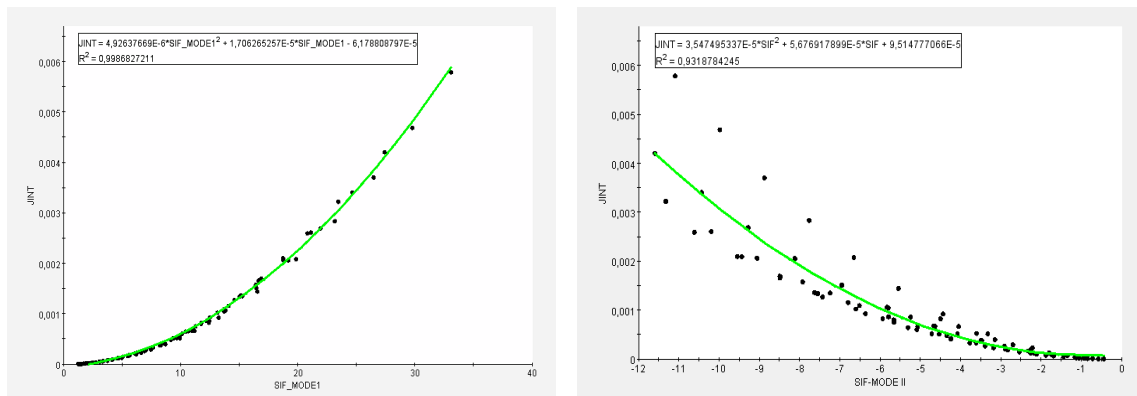 JINT = 4,92637669E-6*SIF_MODE1² + 1,706265257E-5*SIF_MODE1 - 6,178808797E-5
R² = 0,9986827211
0,006
0,005
0,004
0,003
0,002
0,001
0
JINT
0 10 20 30 40
SIF_MODE1
JINT = 3,547495337E-5*SIF² + 5,676917899E-5*SIF + 9,514777066E-5
R² = 0,9318784245
0,006
0,005
0,004
0,003
0,002
0,001
0
JINT
-12 -11 -10 -9 -8 -7 -6 -5 -4 -3 -2 -1 0
SIF-MODE II